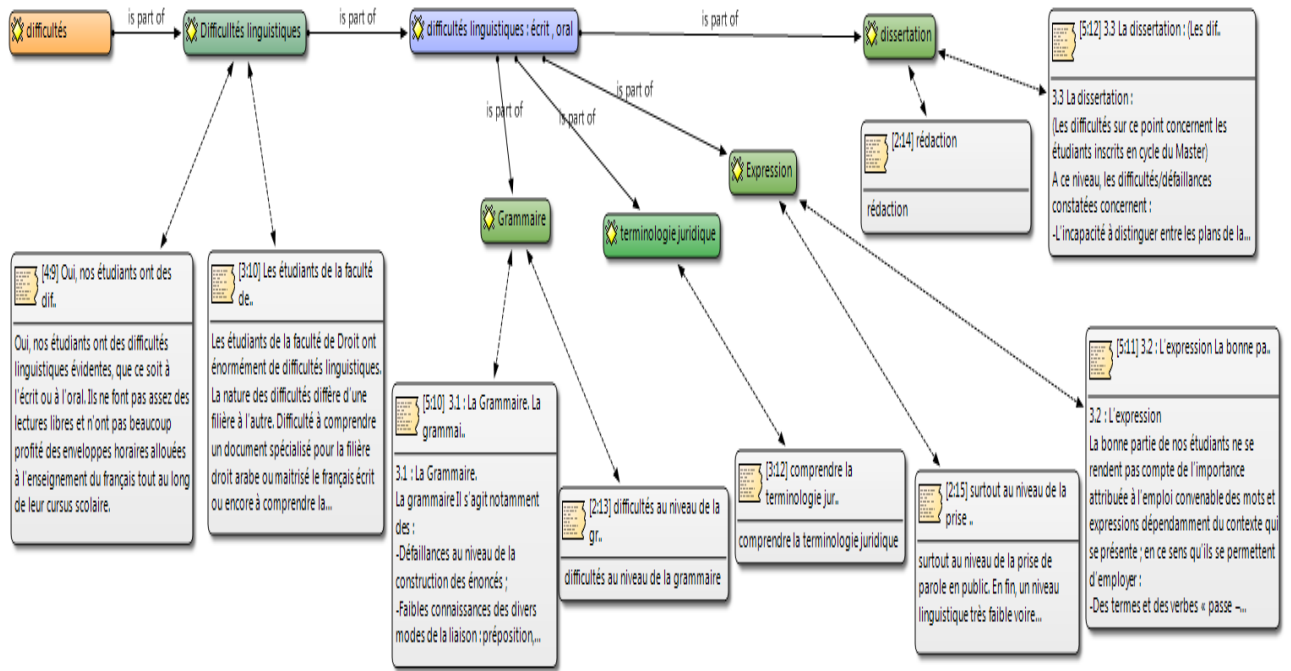 difficultés
is part of
Difficultés linguistiques
is part of
difficultés linguistiques : écrit , oral
is part of
dissertation
is part of
is part of
is part of
Grammaire
terminologie juridique
Expression
[5:12] 3.3 La dissertation : (Les dif..
3.3 La dissertation :
(Les difficultés sur ce point concernent les
étudiants inscrits en cycle du Master)
A ce niveau, les difficultés/défaillances
constatées concernent :
-L'incapacité à distinguer entre les plans de la...
[2:14] rédaction
rédaction
[4:9] Oui, nos étudiants ont des
dif..
Oui, nos étudiants ont des difficultés
linguistiques évidentes, que ce soit à
l'écrit ou à l'oral. Ils ne font pas assez des
lectures libres et n'ont pas beaucoup
profité des enveloppes horaires allouées
à l'enseignement du français tout au long
de leur cursus scolaire.
[3:10] Les étudiants de la faculté
de..
Les étudiants de la faculté de Droit ont
énormément de difficultés linguistiques.
La nature des difficultés diffère d'une
filière à l'autre. Difficulté à comprendre
un document spécialisé pour la filière
droit arabe ou maitrisé le français écrit
ou encore à comprendre la...
[5:10] 3.1 : La Grammaire. La
grammai..
3.1 : La Grammaire.
La grammaire Il s'agit notamment
des :
-Défaillances au niveau de la
construction des énoncés ;
-Faibles connaissances des divers
modes de la liaison : préposition,...
[2:13] difficultés au niveau de la
gr..
difficultés au niveau de la grammaire
[3:12] comprendre la
terminologie jur..
comprendre la terminologie juridique
[2:15] surtout au niveau de la
prise ..
surtout au niveau de la prise de
parole en public. En fin, un niveau
linguistique très faible voire...
[5:11] 3.2 : L'expression La bonne pa..
3.2 : L'expression
La bonne partie de nos étudiants ne se
rendent pas compte de l'importance
attribuée à l'emploi convenable des mots et
expressions dépendamment du contexte qui
se présente ; en ce sens qu'ils se permettent
d'employer :
-Des termes et des verbes « passe –...